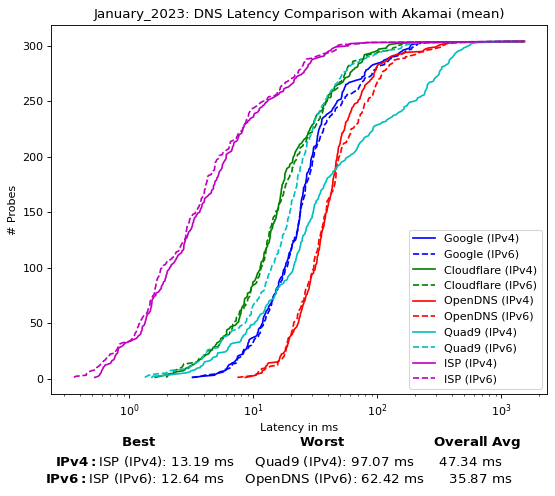 January_2023: DNS Latency Comparison with Akamai (mean)
300
250
200
150
100
50
0
# Probes
Google (IPv4)
Google (IPv6)
Cloudflare (IPv4)
Cloudflare (IPv6)
OpenDNS (IPv4)
OpenDNS (IPv6)
Quad9 (IPv4)
Quad9 (IPv6)
ISP (IPv4)
ISP (IPv6)
10⁰ 10¹ 10² 10³
Latency in ms
Best Worst Overall Avg
IPv4: ISP (IPv4): 13.19 ms Quad9 (IPv4): 97.07 ms 47.34 ms
IPv6: ISP (IPv6): 12.64 ms OpenDNS (IPv6): 62.42 ms 35.87 ms